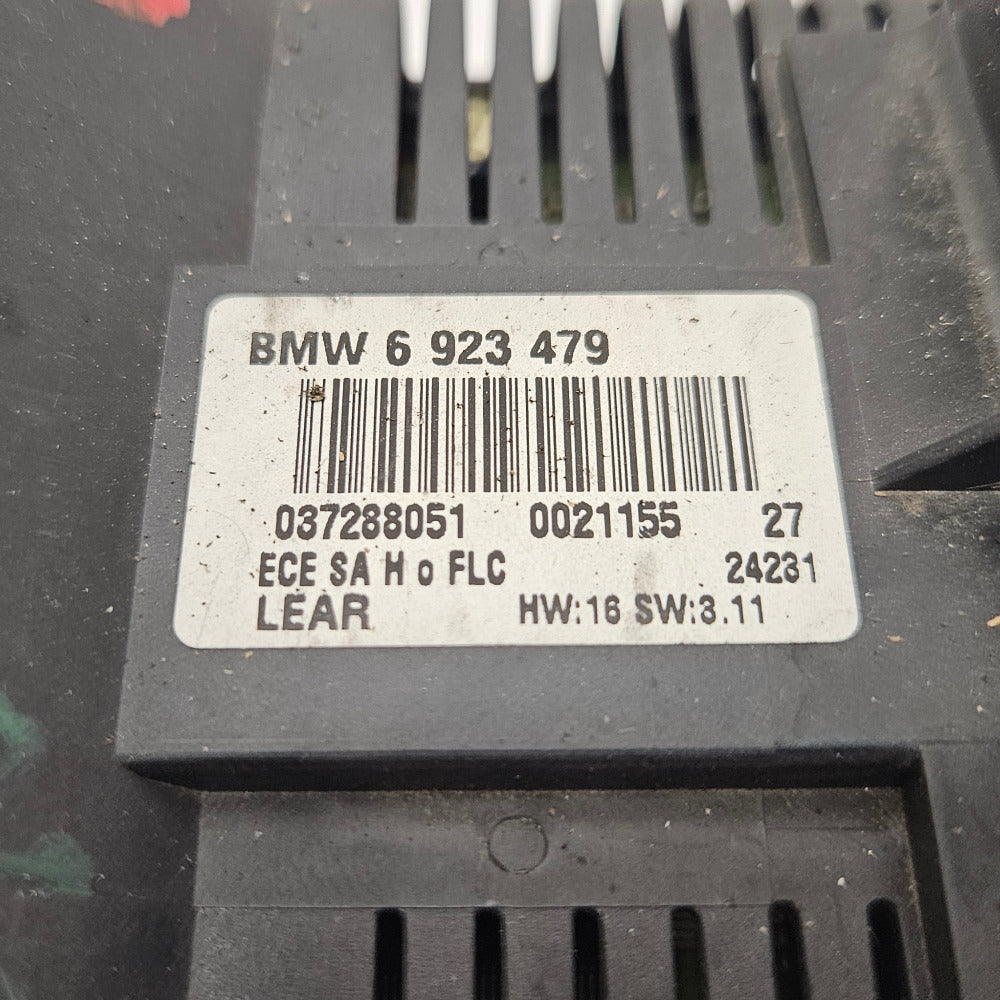 BMW 6 923 479
037288051 0021155 27
ECE SA H o FLC 24231
LEAR HW:16 SW:3.11